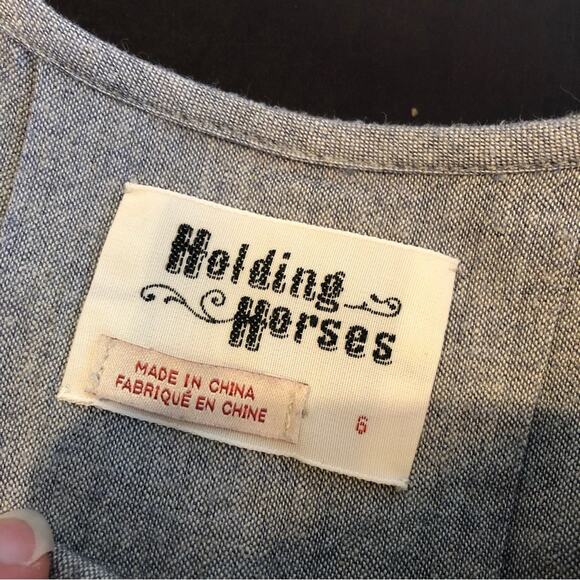 Holding
Horses
MADE IN CHINA
FABRIQUÉ EN CHINE
6